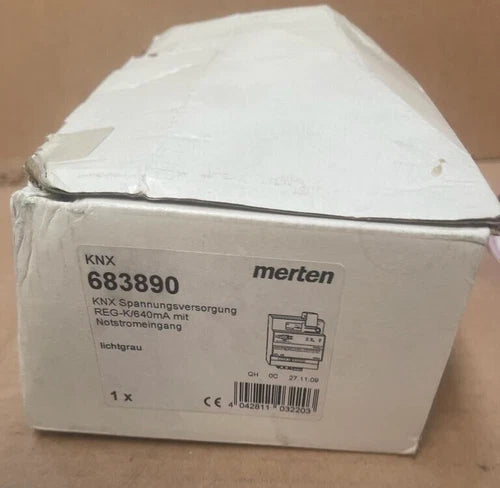 KNX
683890
merten
KNX Spannungsversorgung
REG-K/640mA mit
Notstromeingang
lichtgrau
QH 0C 27.11.09
1 x
CE 4 042811 032203